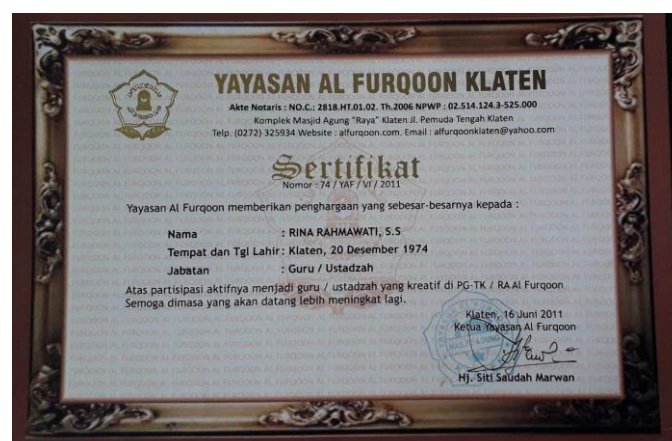 YAYASAN AL FURQOON KLATEN
Akte Notaris : NO.C.: 2818.HT.01.02. Th.2006 NPWP : 02.514.124.3-525.000
Komplek Masjid Agung "Raya" Klaten Jl. Pemuda Tengah Klaten
Telp. (0272) 325934 Website : alfurqoon.com. Email : alfurqoonklaten@yahoo.com
Sertifikat
Nomor : 74 / YAF / VI / 2011
Yayasan Al Furqoon memberikan penghargaan yang sebesar-besarnya kepada :
Nama : RINA RAHMAWATI, S.S
Tempat dan Tgl Lahir : Klaten, 20 Desember 1974
Jabatan : Guru / Ustadzah
Atas partisipasi aktifnya menjadi guru / ustadzah yang kreatif di PG-TK / RA Al Furqoon
Semoga dimasa yang akan datang lebih meningkat lagi.
Klaten, 16 Juni 2011
Ketua Yayasan Al Furqoon
Hj. Siti Saudah Marwan